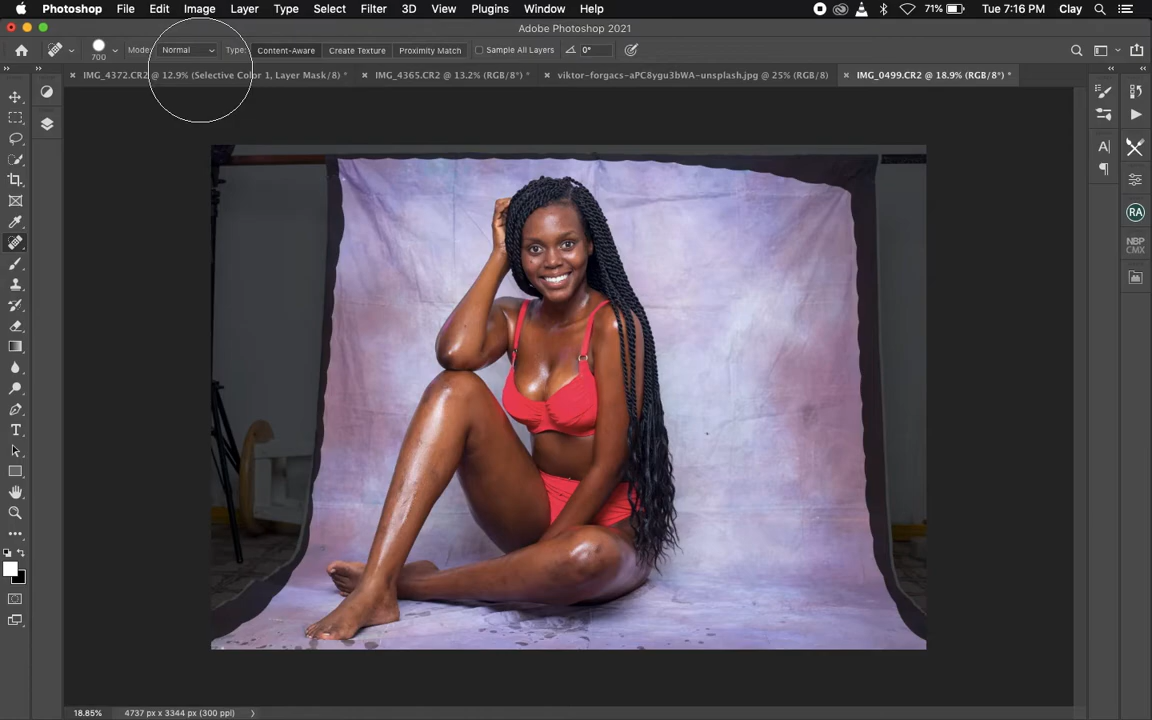 Photoshop File Edit Image Layer Type Select Filter 3D View Plugins Window Help 71% Tue 7:16 PM Clay
Adobe Photoshop 2021
700 Mode: Normal Type: Content-Aware Create Texture Proximity Match Sample All Layers 0°
IMG_4372.CR2 @ 12.9% (Selective Color 1, Layer Mask/8) * IMG_4365.CR2 @ 13.2% (RGB/8*) * viktor-forgacs-aPC8ygu3bWA-unsplash.jpg @ 25% (RGB/8) IMG_0499.CR2 @ 18.9% (RGB/8*) *
A
RA
NBP
CMX
T
18.85% 4737 px x 3344 px (300 ppi)